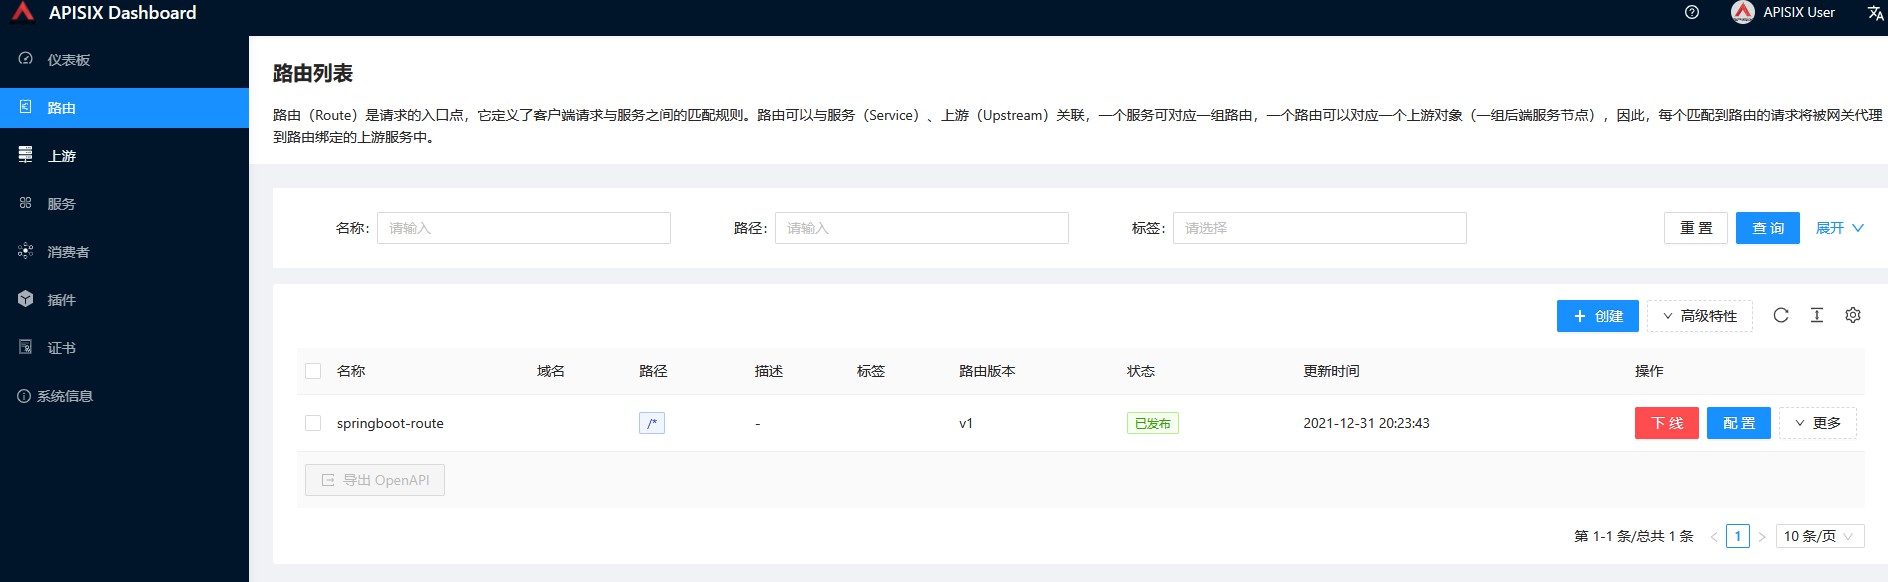 APISIX Dashboard
APISIX User
仪表板
路由
上游
服务
消费者
插件
证书
系统信息
路由列表
路由（Route）是请求的入口点，它定义了客户端请求与服务之间的匹配规则。路由可以与服务（Service）、上游（Upstream）关联，一个服务可对应一组路由，一个路由可以对应一个上游对象（一组后端服务节点），因此，每个匹配到路由的请求将被网关代理
到路由绑定的上游服务中。
名称: 请输入 路径: 请输入 标签: 请选择 重 置 查 询 展开
创建 高级特性
名称 域名 路径 描述 标签 路由版本 状态 更新时间 操作
springboot-route /* - v1 已发布 2021-12-31 20:23:43 下 线 配 置 更多
导出 OpenAPI
第 1-1 条/总共 1 条 < 1 > 10 条/页